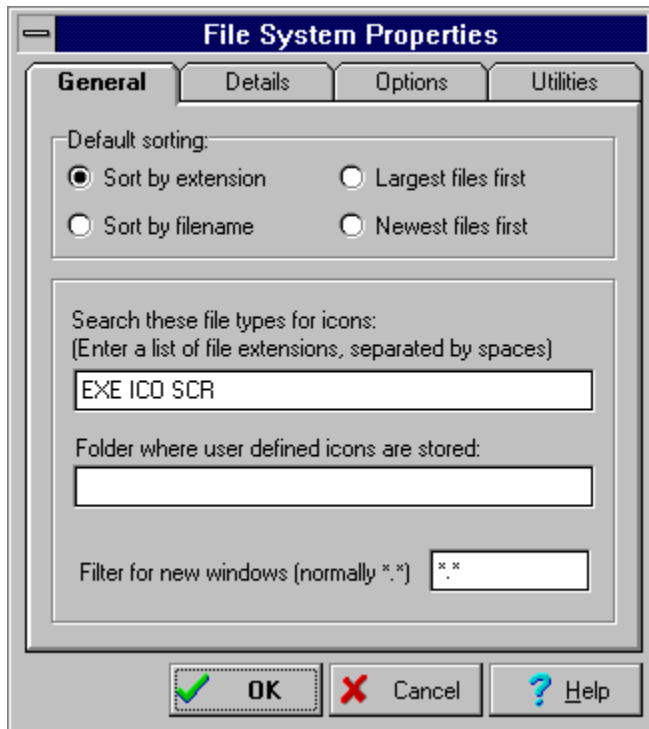 File System Properties
General Details Options Utilities
Default sorting:
Sort by extension Largest files first
Sort by filename Newest files first
Search these file types for icons:
(Enter a list of file extensions, separated by spaces)
EXE ICO SCR
Folder where user defined icons are stored:
Filter for new windows (normally *.*) *.*
OK Cancel Help